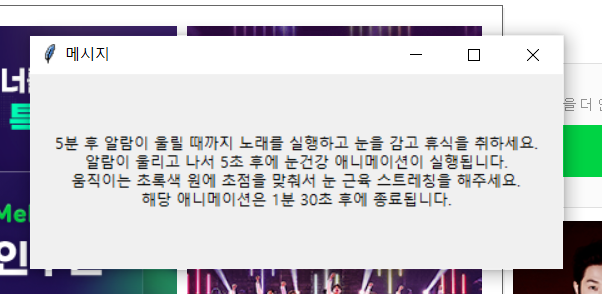 너를
특
메시지
을 더
5분 후 알람이 울릴 때까지 노래를 실행하고 눈을 감고 휴식을 취하세요.
알람이 울리고 나서 5초 후에 눈건강 애니메이션이 실행됩니다.
움직이는 초록색 원에 초점을 맞춰서 눈 근육 스트레칭을 해주세요.
해당 애니메이션은 1분 30초 후에 종료됩니다.
Mel
인